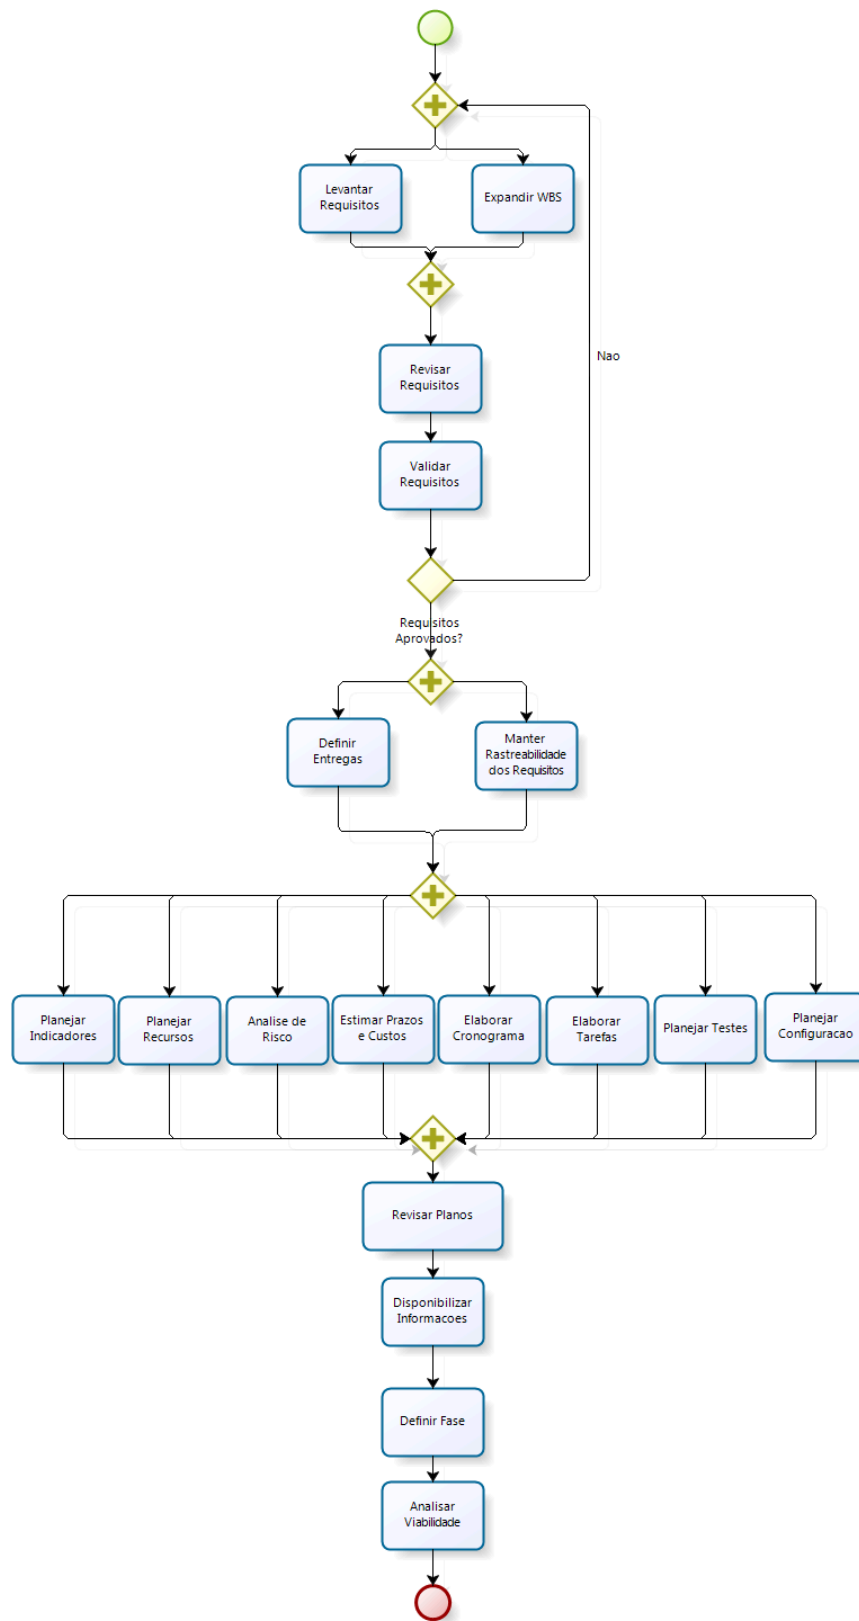 Levantar
Requisitos
Expandir WBS
Revisar
Requisitos
Nao
Validar
Requisitos
Requisitos
Aprovados?
Definir
Entregas
Manter
Rastreabilidade
dos Requisitos
Planejar
Indicadores
Planejar
Recursos
Analise de
Risco
Estimar Prazos
e Custos
Elaborar
Cronograma
Elaborar
Tarefas
Planejar Testes
Planejar
Configuracao
Revisar Planos
Disponibilizar
Informacoes
Definir Fase
Analisar
Viabilidade